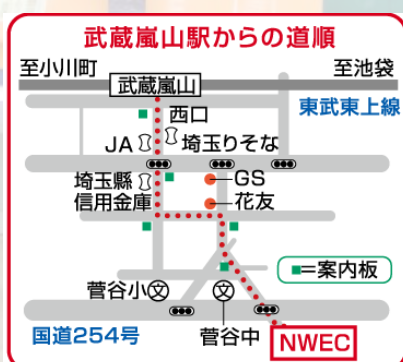 武蔵嵐山駅からの道順
至小川町
武蔵嵐山
至池袋
東武東上線
西口
JA
埼玉りそな
埼玉縣
信用金庫
GS
花友
■=案内板
菅谷小
文
文
菅谷中
国道254号
NWEC